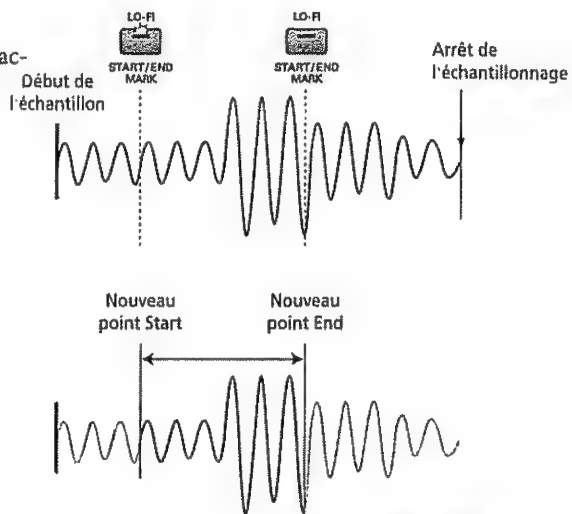 LO-FI
LO-FI
START/END
MARK
START/END
MARK
ac-
Début de
l'échantillon
Arrêt de
l'échantillonnage
Nouveau
point Start
Nouveau
point End